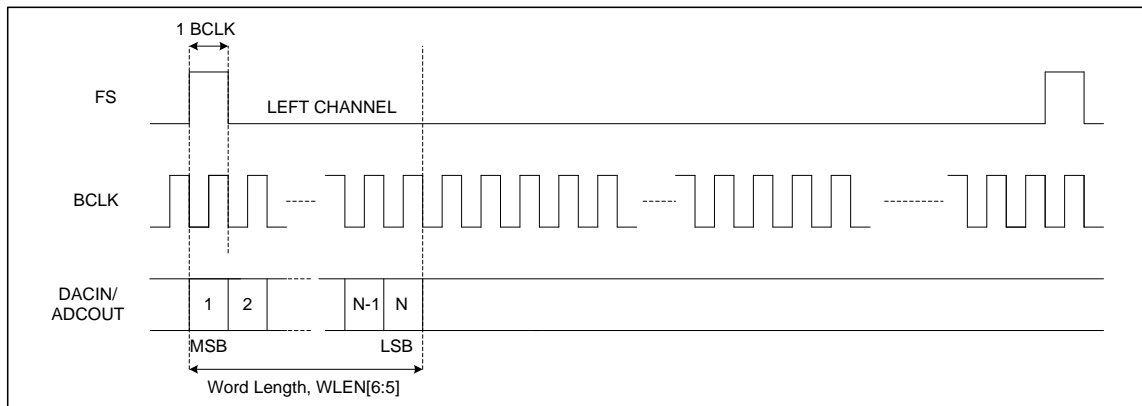 1 BCLK
FS
LEFT CHANNEL
BCLK
DACIN/
ADCOUT
1
2
N-1
N
MSB
LSB
Word Length, WLEN[6:5]